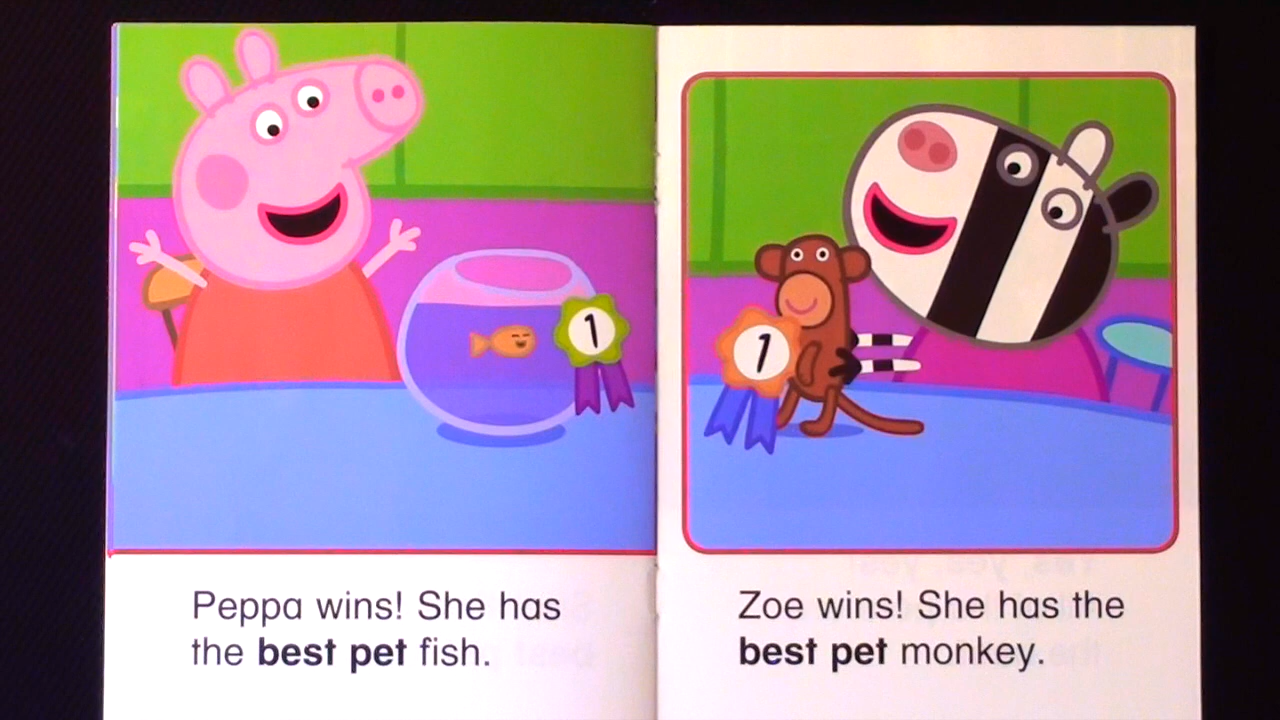 1
Peppa wins! She has
the best pet fish.
1
Zoe wins! She has the
best pet monkey.